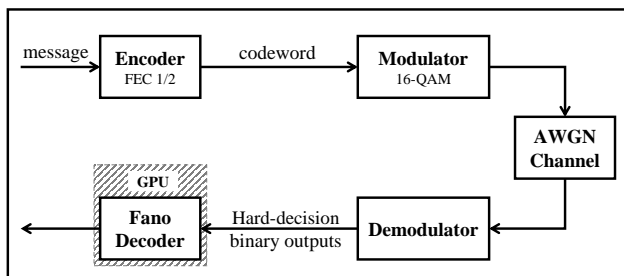 message
Encoder
FEC 1/2
codeword
Modulator
16-QAM
AWGN
Channel
GPU
Fano
Decoder
Hard-decision
binary outputs
Demodulator